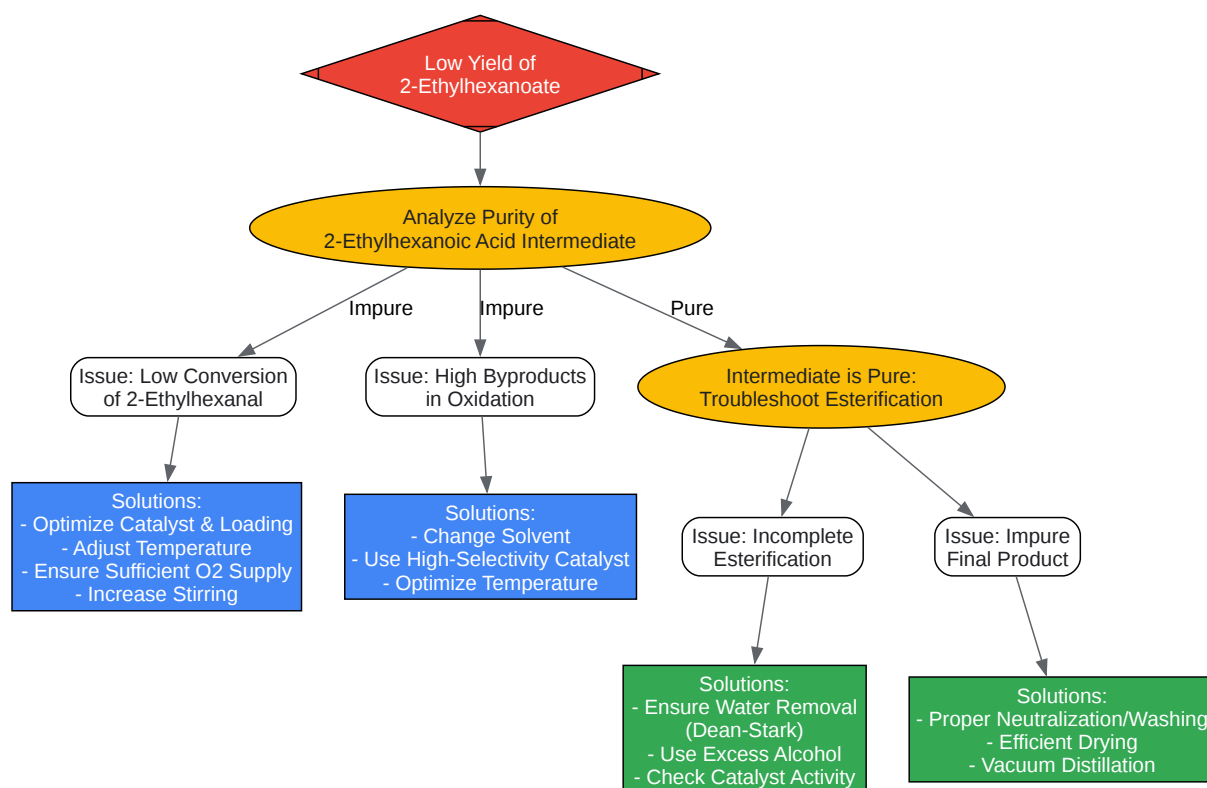 Low Yield of
2-Ethylhexanoate
Analyze Purity of
2-Ethylhexanoic Acid Intermediate
Impure
Impure
Pure
Issue: Low Conversion
of 2-Ethylhexanal
Issue: High Byproducts
in Oxidation
Intermediate is Pure:
Troubleshoot Esterification
Solutions:
- Optimize Catalyst & Loading
- Adjust Temperature
- Ensure Sufficient O2 Supply
- Increase Stirring
Solutions:
- Change Solvent
- Use High-Selectivity Catalyst
- Optimize Temperature
Issue: Incomplete
Esterification
Issue: Impure
Final Product
Solutions:
- Ensure Water Removal
(Dean-Stark)
- Use Excess Alcohol
- Check Catalyst Activity
Solutions:
- Proper Neutralization/Washing
- Efficient Drying
- Vacuum Distillation